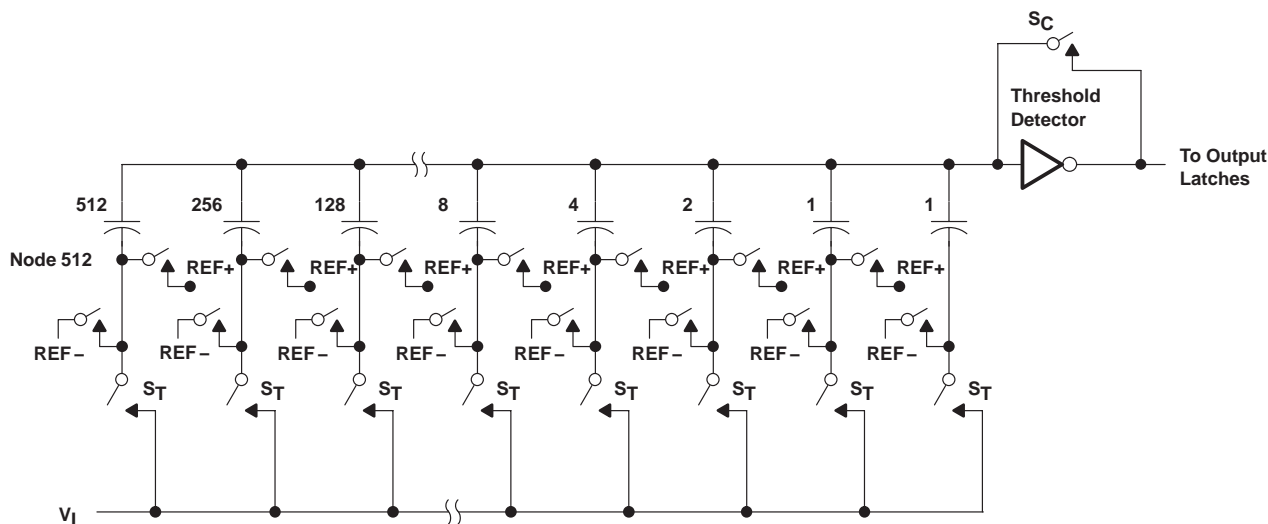 SC
Threshold
Detector
To Output
Latches
512 256 128 8 4 2 1 1
Node 512 REF+ REF+ REF+ REF+ REF+ REF+ REF+
REF– REF– REF– REF– REF– REF– REF– REF–
ST ST ST ST ST ST ST ST
VI